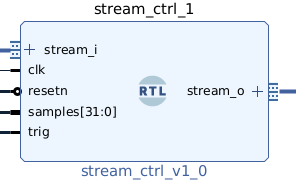 stream_ctrl_1
stream_i
clk
resetn
samples[31:0]
trig
RTL
stream_o
stream_ctrl_v1_0